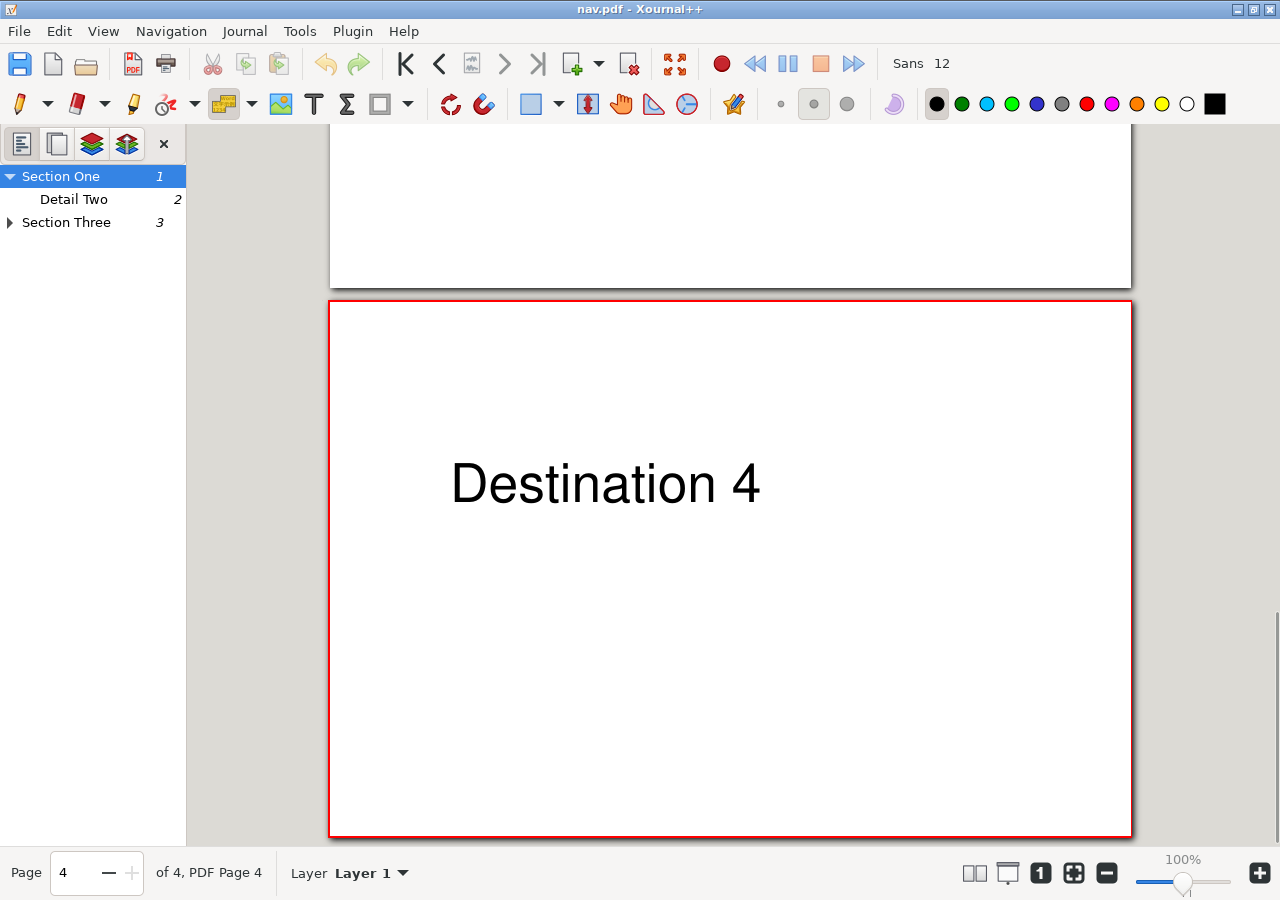 nav.pdf - Xournal++
File Edit View Navigation Journal Tools Plugin Help
Sans 12
Section One 1
Detail Two 2
Section Three 3
Destination 4
Page 4 of 4, PDF Page 4 Layer Layer 1 1 100%